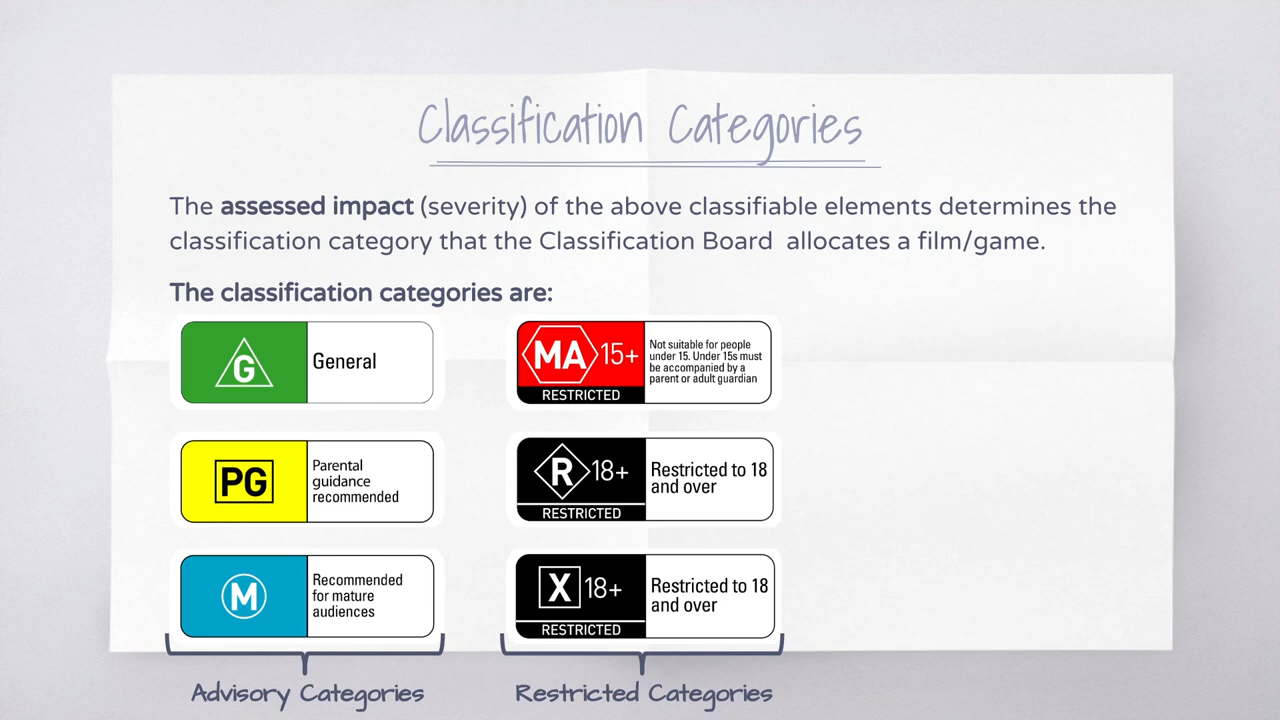 Classification Categories
The assessed impact (severity) of the above classifiable elements determines the
classification category that the Classification Board allocates a film/game.
The classification categories are:
G
General
PG
Parental
guidance
recommended
M
Recommended
for mature
audiences
Advisory Categories
MA 15+
RESTRICTED
Not suitable for people
under 15. Under 15s must
be accompanied by a
parent or adult guardian
R 18+
RESTRICTED
Restricted to 18
and over
X 18+
RESTRICTED
Restricted to 18
and over
Restricted Categories